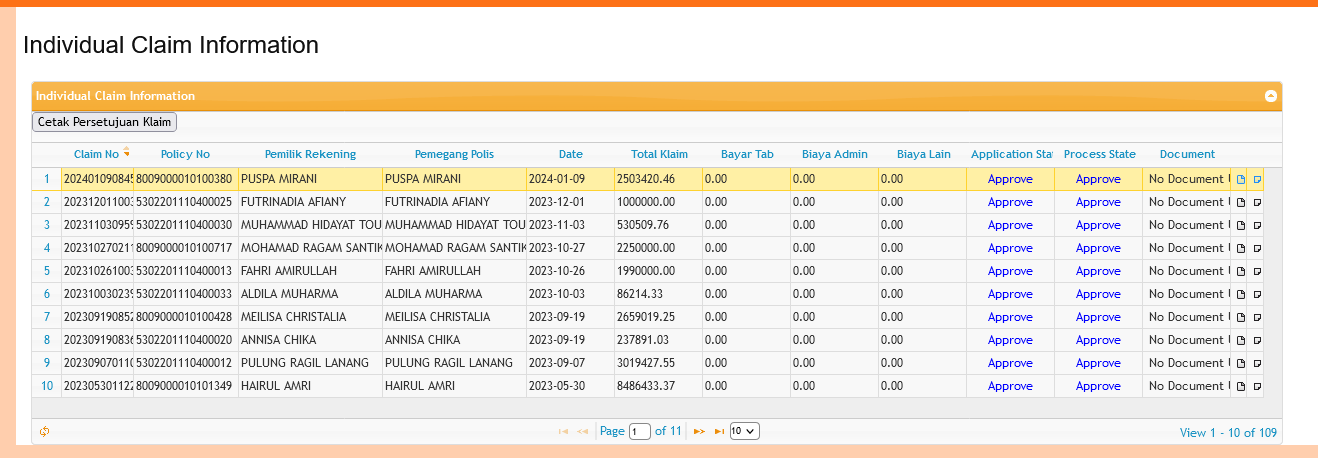 Individual Claim Information
Individual Claim Information
Cetak Persetujuan Klaim
Claim No Policy No Pemilik Rekening Pemegang Polis Date Total Klaim Bayar Tab Biaya Admin Biaya Lain Application Stat Process State Document
1 202401090845 8009000010100380 PUSPA MIRANI PUSPA MIRANI 2024-01-09 2503420.46 0.00 0.00 0.00 Approve Approve No Document
2 202312011003 5302201110400025 FUTRINADIA AFIANY FUTRINADIA AFIANY 2023-12-01 1000000.00 0.00 0.00 0.00 Approve Approve No Document
3 202311030959 5302201110400030 MUHAMMAD HIDAYAT TOU MUHAMMAD HIDAYAT TOU 2023-11-03 530509.76 0.00 0.00 0.00 Approve Approve No Document
4 202310270211 8009000010100717 MOHAMAD RAGAM SANTIK MOHAMAD RAGAM SANTIK 2023-10-27 2250000.00 0.00 0.00 0.00 Approve Approve No Document
5 202310261003 5302201110400013 FAHRI AMIRULLAH FAHRI AMIRULLAH 2023-10-26 1990000.00 0.00 0.00 0.00 Approve Approve No Document
6 202310030239 5302201110400033 ALDILA MUHARMA ALDILA MUHARMA 2023-10-03 86214.33 0.00 0.00 0.00 Approve Approve No Document
7 202309190852 8009000010100428 MEILISA CHRISTALIA MEILISA CHRISTALIA 2023-09-19 2659019.25 0.00 0.00 0.00 Approve Approve No Document
8 202309190836 5302201110400020 ANNISA CHIKA ANNISA CHIKA 2023-09-19 237891.03 0.00 0.00 0.00 Approve Approve No Document
9 202309070110 5302201110400012 PULUNG RAGIL LANANG PULUNG RAGIL LANANG 2023-09-07 3019427.55 0.00 0.00 0.00 Approve Approve No Document
10 202305301122 8009000010101349 HAIRUL AMRI HAIRUL AMRI 2023-05-30 8486433.37 0.00 0.00 0.00 Approve Approve No Document
Page 1 of 11 10 View 1 - 10 of 109